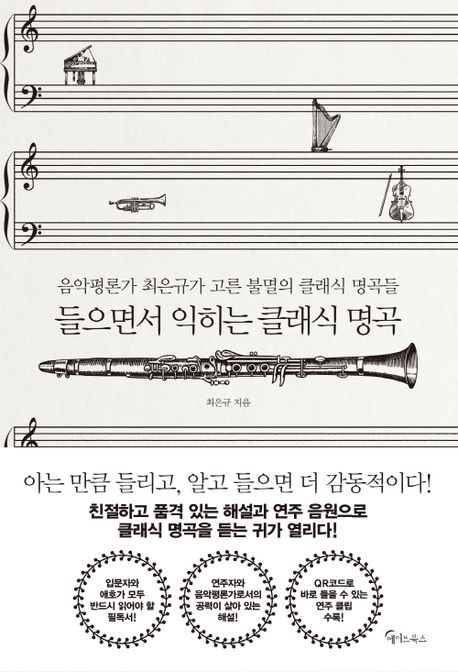 음악평론가 최은규가 고른 불멸의 클래식 명곡들
들으면서 익히는 클래식 명곡
최은규 지음
아는 만큼 들리고, 알고 들으면 더 감동적이다!
친절하고 품격 있는 해설과 연주 음원으로
클래식 명곡을 듣는 귀가 열리다!
입문자와
애호가 모두
반드시 읽어야 할
필독서!
연주자와
음악평론가로서의
공력이 살아 있는
해설!
QR코드로
바로 들을 수 있는
연주 클립
수록!
메이트북스